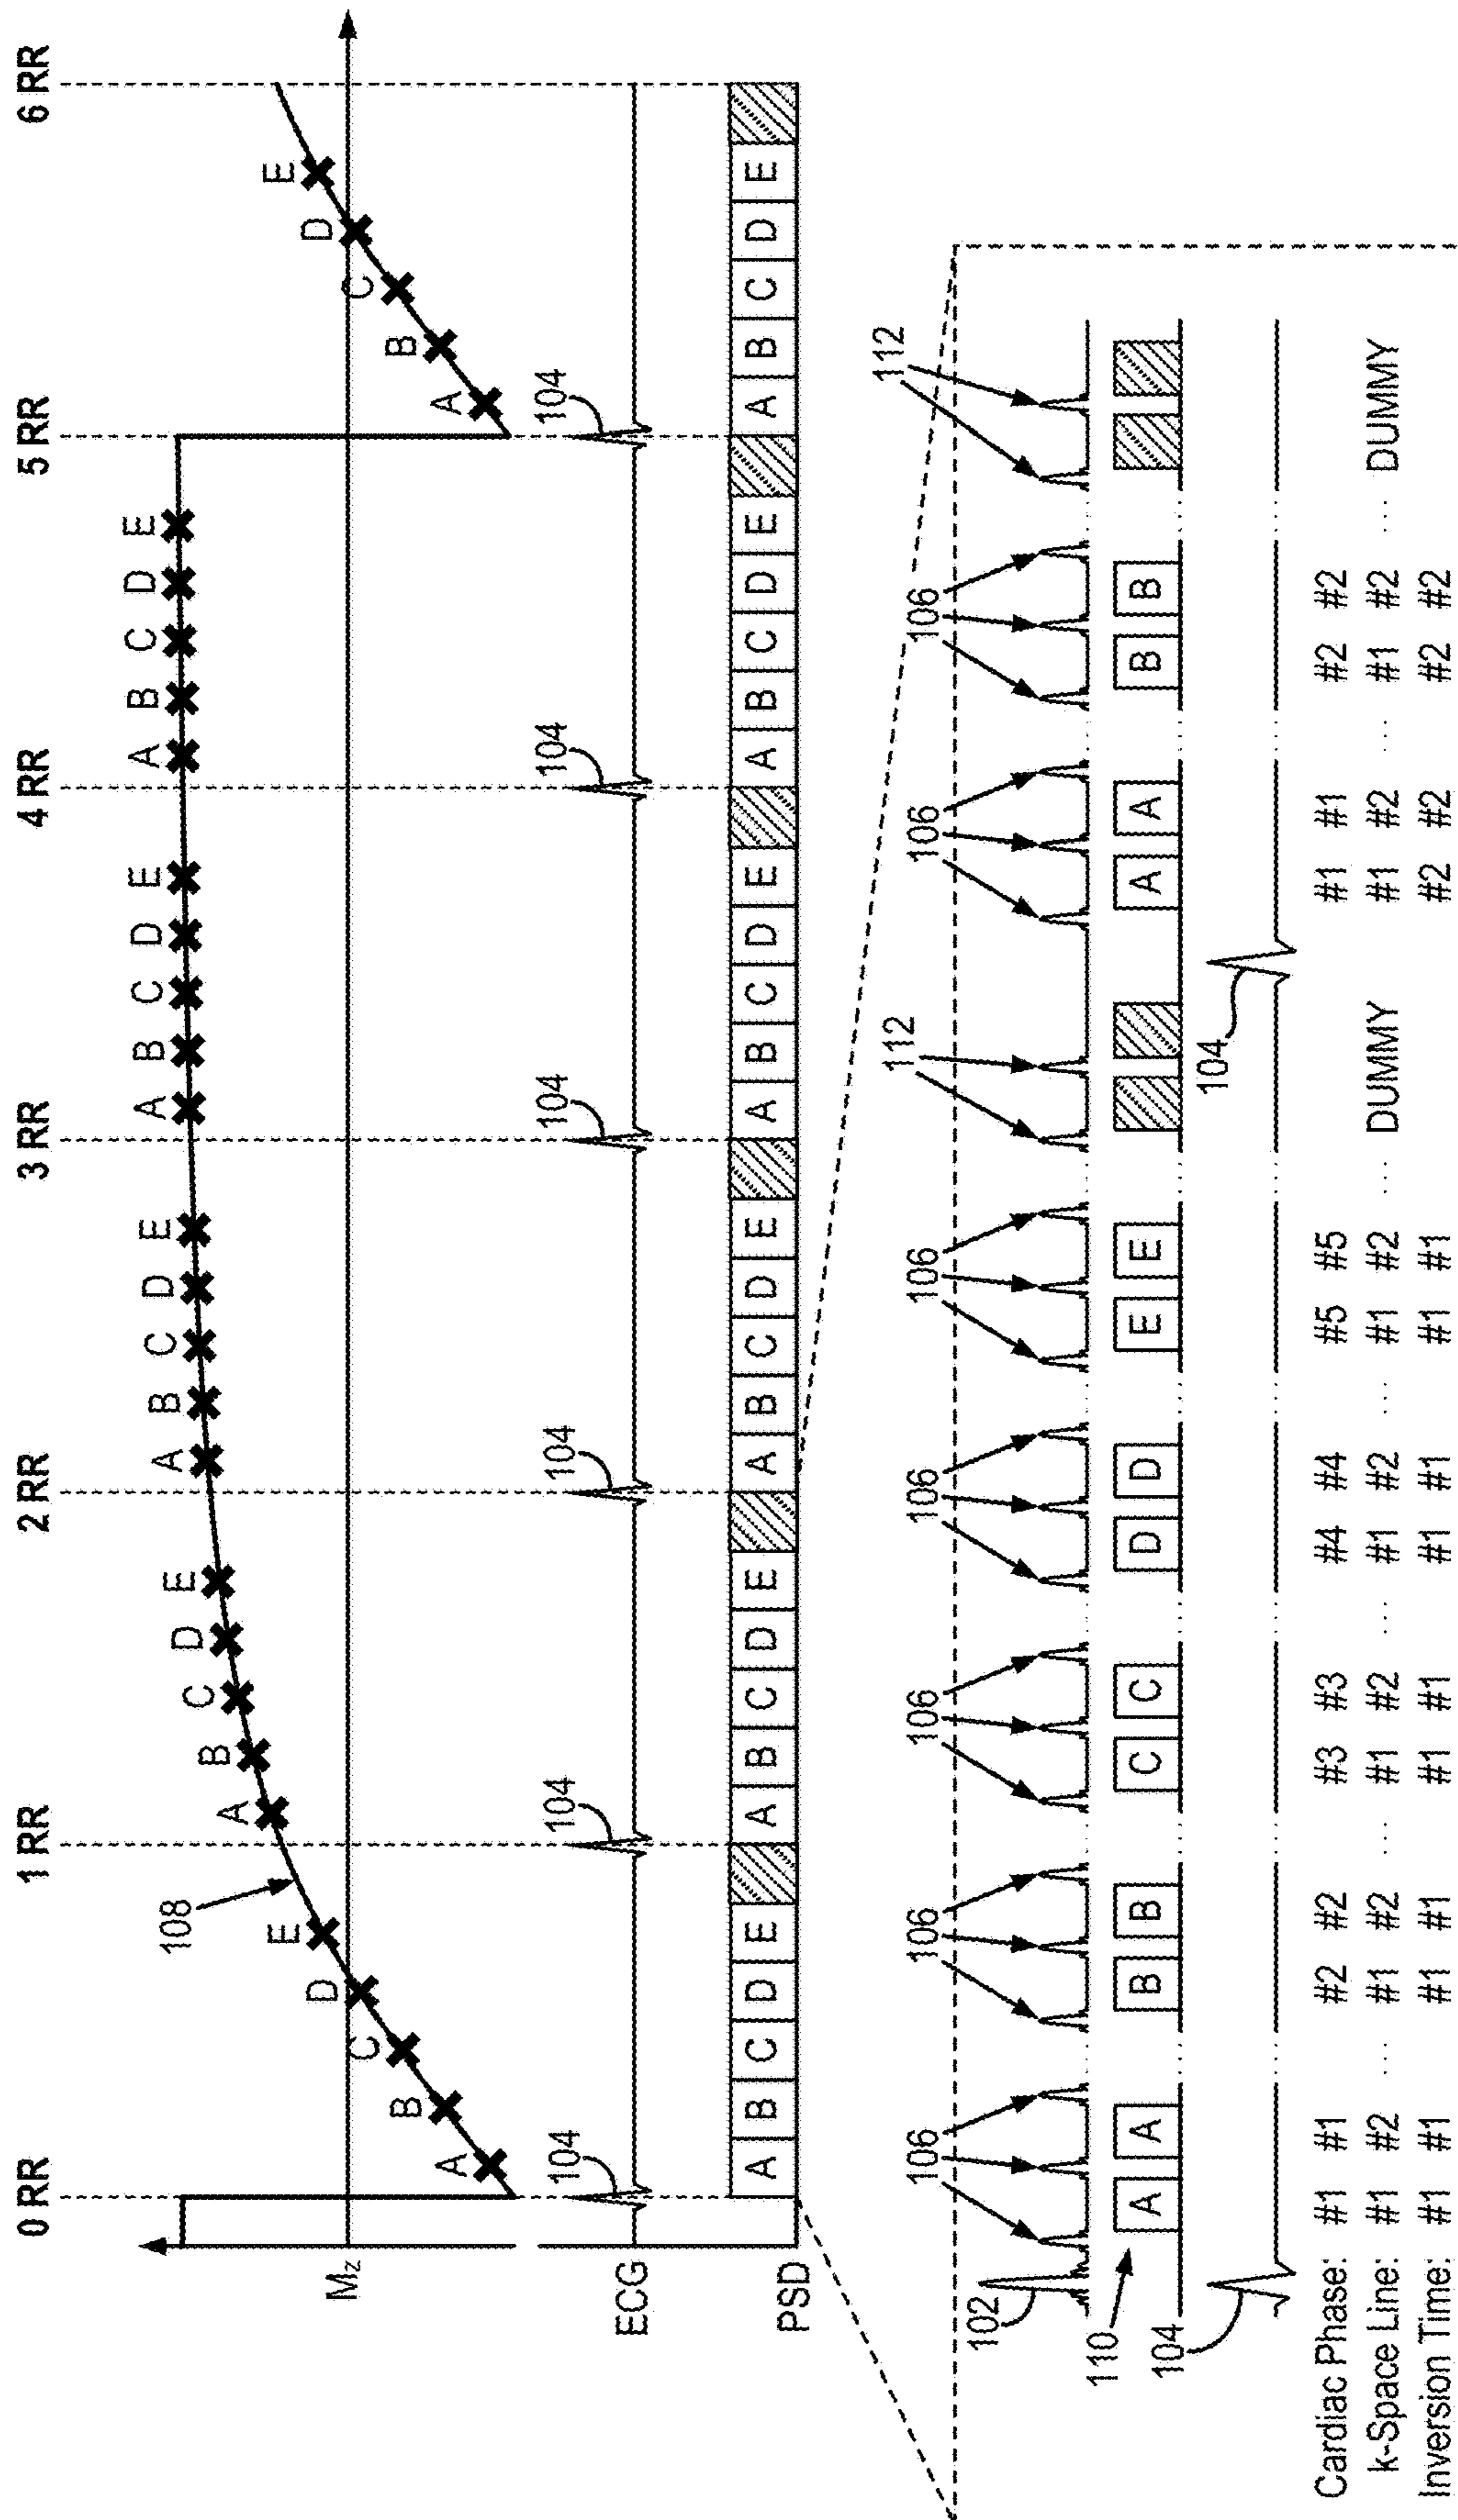 0 RR 1 RR 2 RR 3 RR 4 RR 5 RR 6 RR
A B C D E A B C D E A B C D E A B C D E A B C D E A B C D E
108
Mz
104 104 104 104 104 104
ECG
A B C D E A B C D E A B C D E A B C D E A B C D E A B C D E
PSD
112 112
106 106 106 106 106 106 106
102
110
A A B B C C D D E E A A B B
104 104
Cardiac Phase: #1 #1 #2 #2 #3 #3 #4 #4 #5 #5 #1 #1 #2 #2
k-Space Line: #1 #2 ... #1 #2 ... #1 #2 ... #1 #2 ... #1 #2 ... DUMMY #1 #2 ... #1 #2 ... DUMMY
Inversion Time: #1 #1 #1 #1 #1 #1 #1 #1 #1 #1 #2 #2 #2 #2